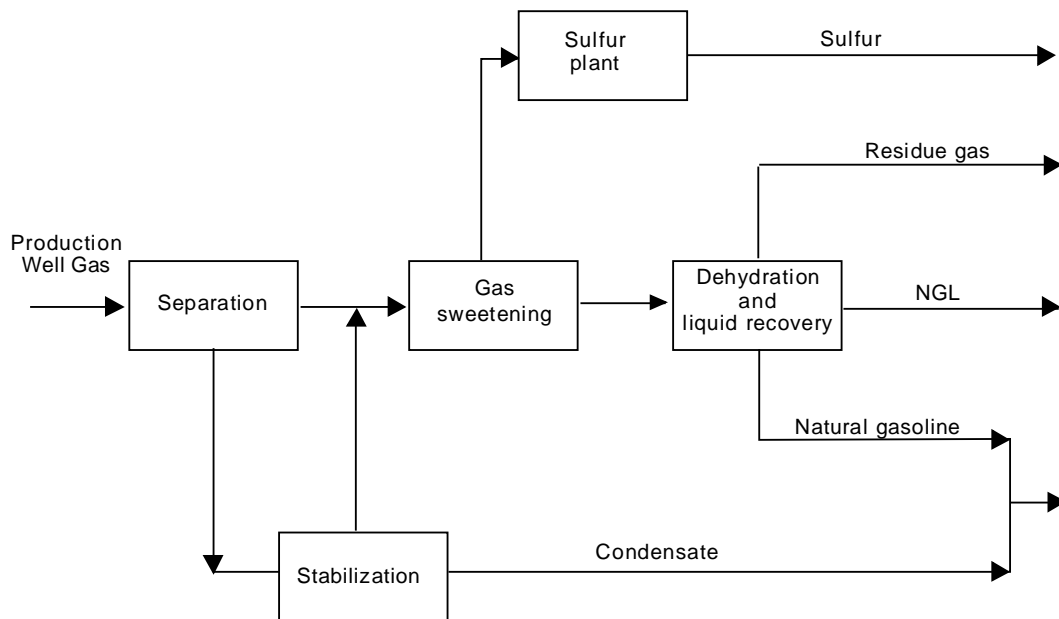 Sulfur
plant
Sulfur
Residue gas
Production
Well Gas
Separation
Gas
sweetening
Dehydration
and
liquid recovery
NGL
Natural gasoline
Stabilization
Condensate